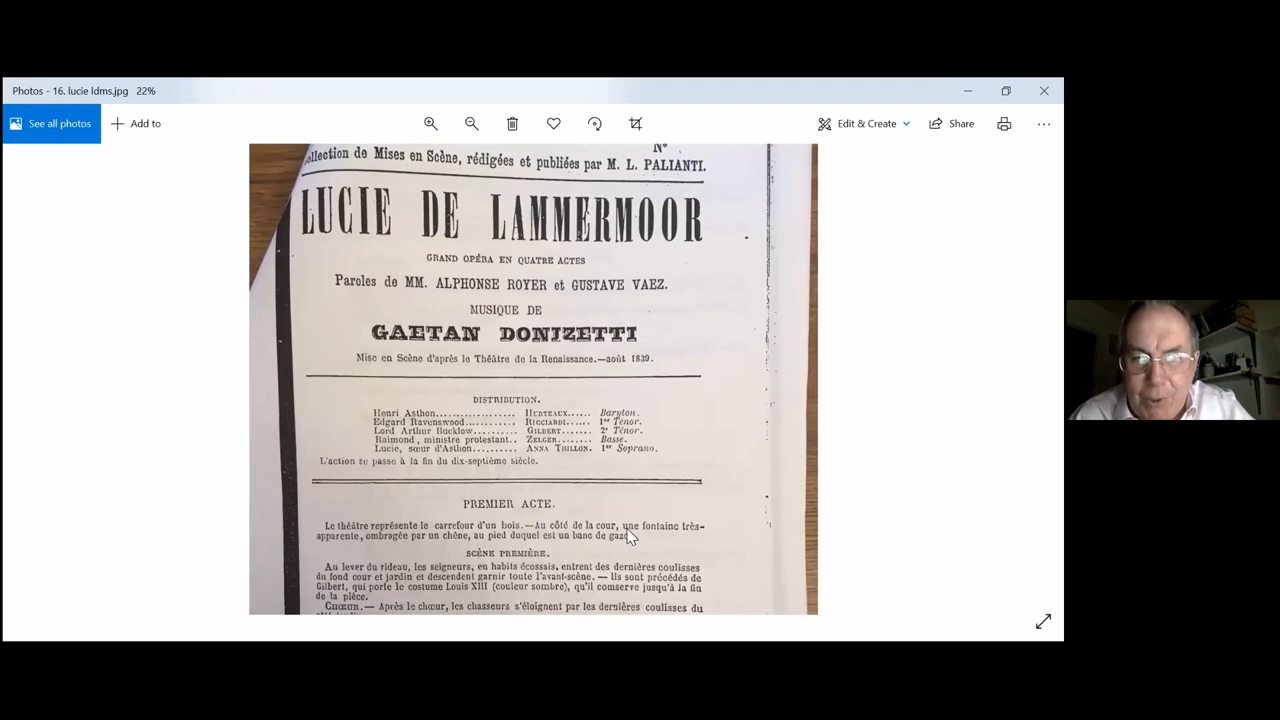 Photos - 16. lucie ldms.jpg 22%
See all photos
Add to
Edit & Create
Share
N°
ollection de Mises en Scène, rédigées et publiées par M. L. PALIANTI.
LUCIE DE LAMMERMOOR
GRAND OPÉRA EN QUATRE ACTES
Paroles de MM. ALPHONSE ROYER et GUSTAVE VAEZ.
MUSIQUE DE
GAETAN DONIZETTI
Mise en Scène d'après le Théâtre de la Renaissance.—août 1839.
DISTRIBUTION.
Henri Asthon.................. HURTEAUX...... Baryton.
Edgard Ravenswood........... RICCIARDI...... 1er Ténor.
Lord Arthur Bucklow.......... GILBERT....... 2e Ténor.
Raimond, ministre protestant.. ZELGER........ Basse.
Lucie, sœur d'Asthon.......... ANNA THILLON. 1er Soprano.
L'action se passe à la fin du dix-septième siècle.
PREMIER ACTE.
Le théâtre représente le carrefour d'un bois.—Au côté de la cour, une fontaine très-
apparente, ombragée par un chêne, au pied duquel est un banc de
SCÈNE PREMIÈRE.
Au lever du rideau, les seigneurs, en habits écossais, entrent des dernières coulisses
du fond cour et jardin et descendent garnir toute l'avant-scène. — Ils sont précédés de
Gilbert, qui porte le costume Louis XIII (couleur sombre), qu'il comserve jusqu'à la fin
de la pièce.
CHŒUR.— Après le chœur, les chasseurs s'éloignent par les dernières coulisses du